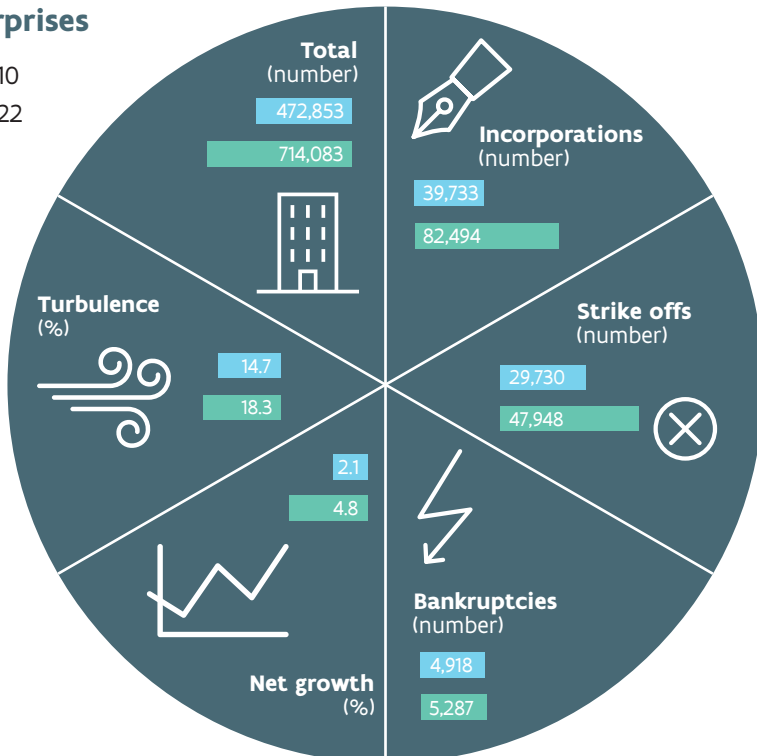 rprises
10
22
Total
(number)
472,853
714,083
Incorporations
(number)
39,733
82,494
Strike offs
(number)
29,730
47,948
Bankruptcies
(number)
4,918
5,287
Net growth
(%)
2.1
4.8
Turbulence
(%)
14.7
18.3